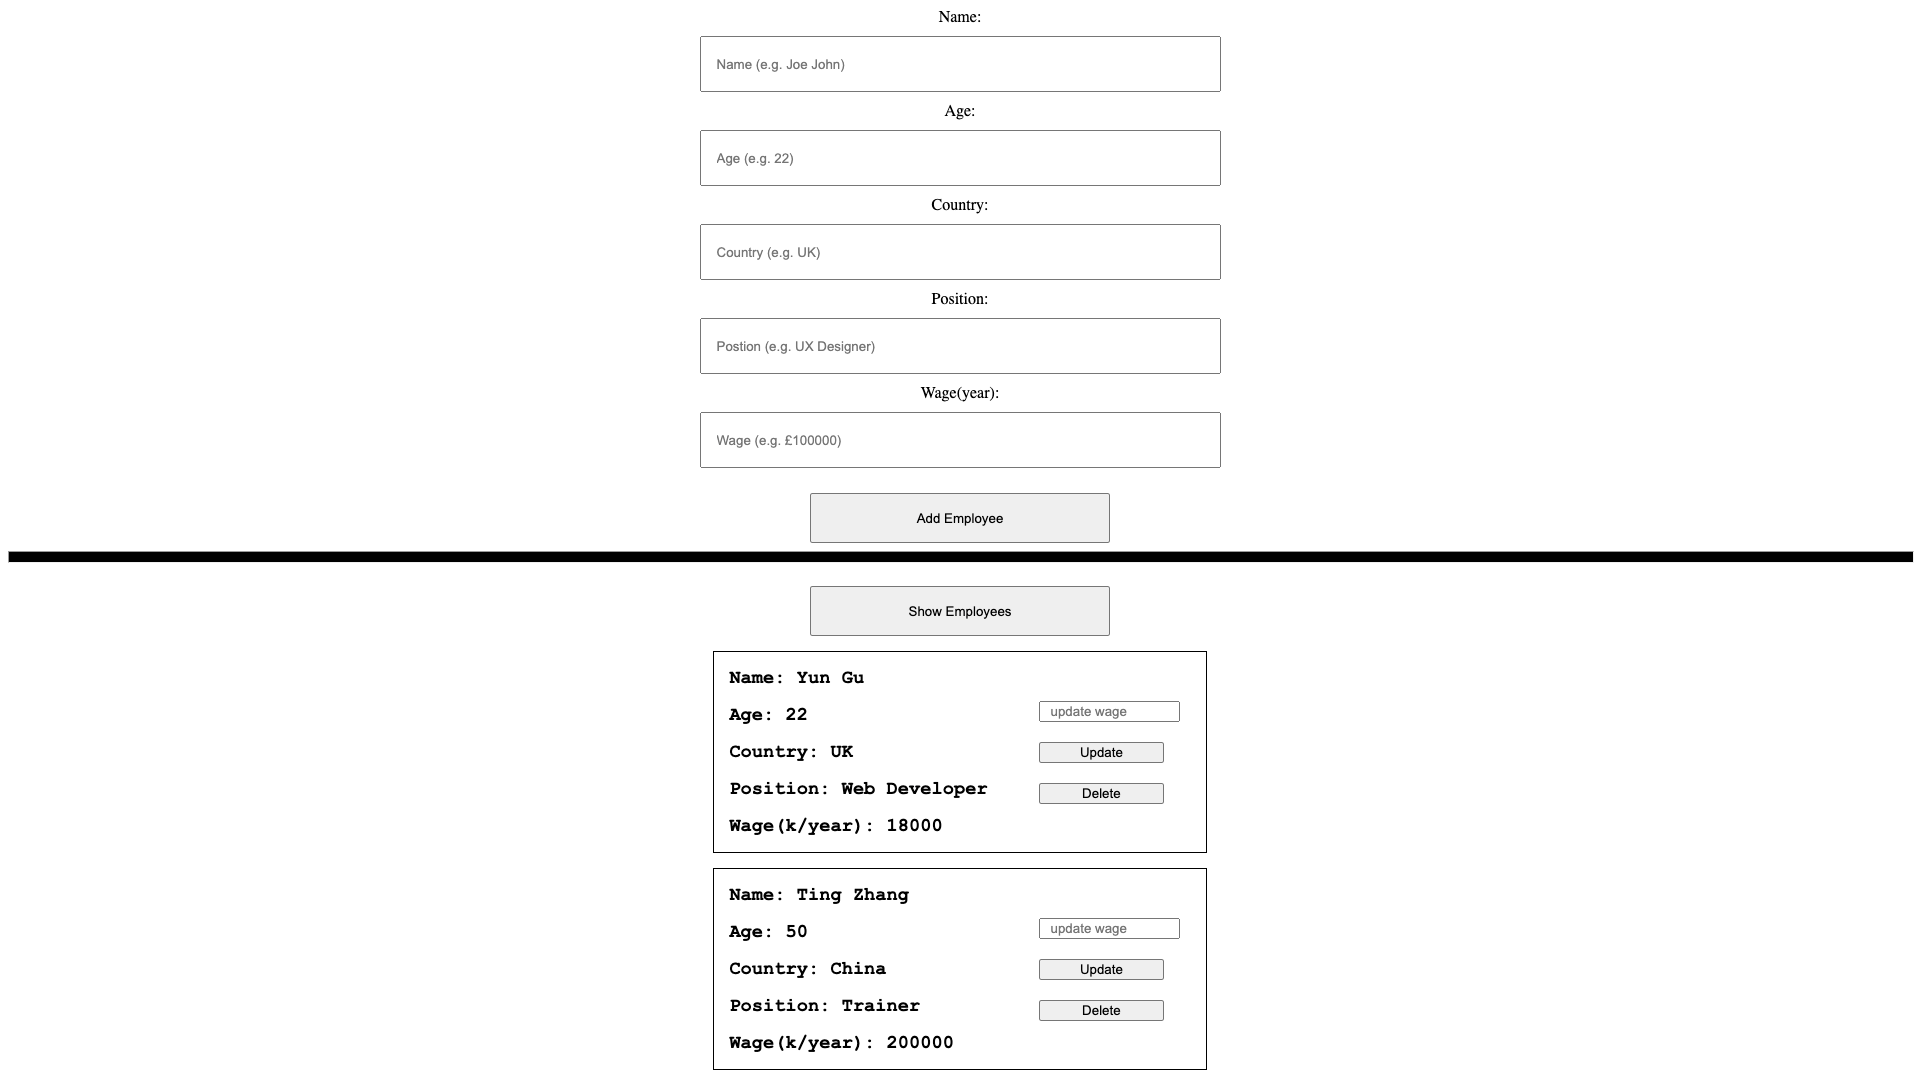 Name:
Name (e.g. Joe John)
Age:
Age (e.g. 22)
Country:
Country (e.g. UK)
Position:
Postion (e.g. UX Designer)
Wage(year):
Wage (e.g. £100000)
Add Employee
Show Employees
Name: Yun Gu
Age: 22
Country: UK
Position: Web Developer
Wage(k/year): 18000
update wage
Update
Delete
Name: Ting Zhang
Age: 50
Country: China
Position: Trainer
Wage(k/year): 200000
update wage
Update
Delete